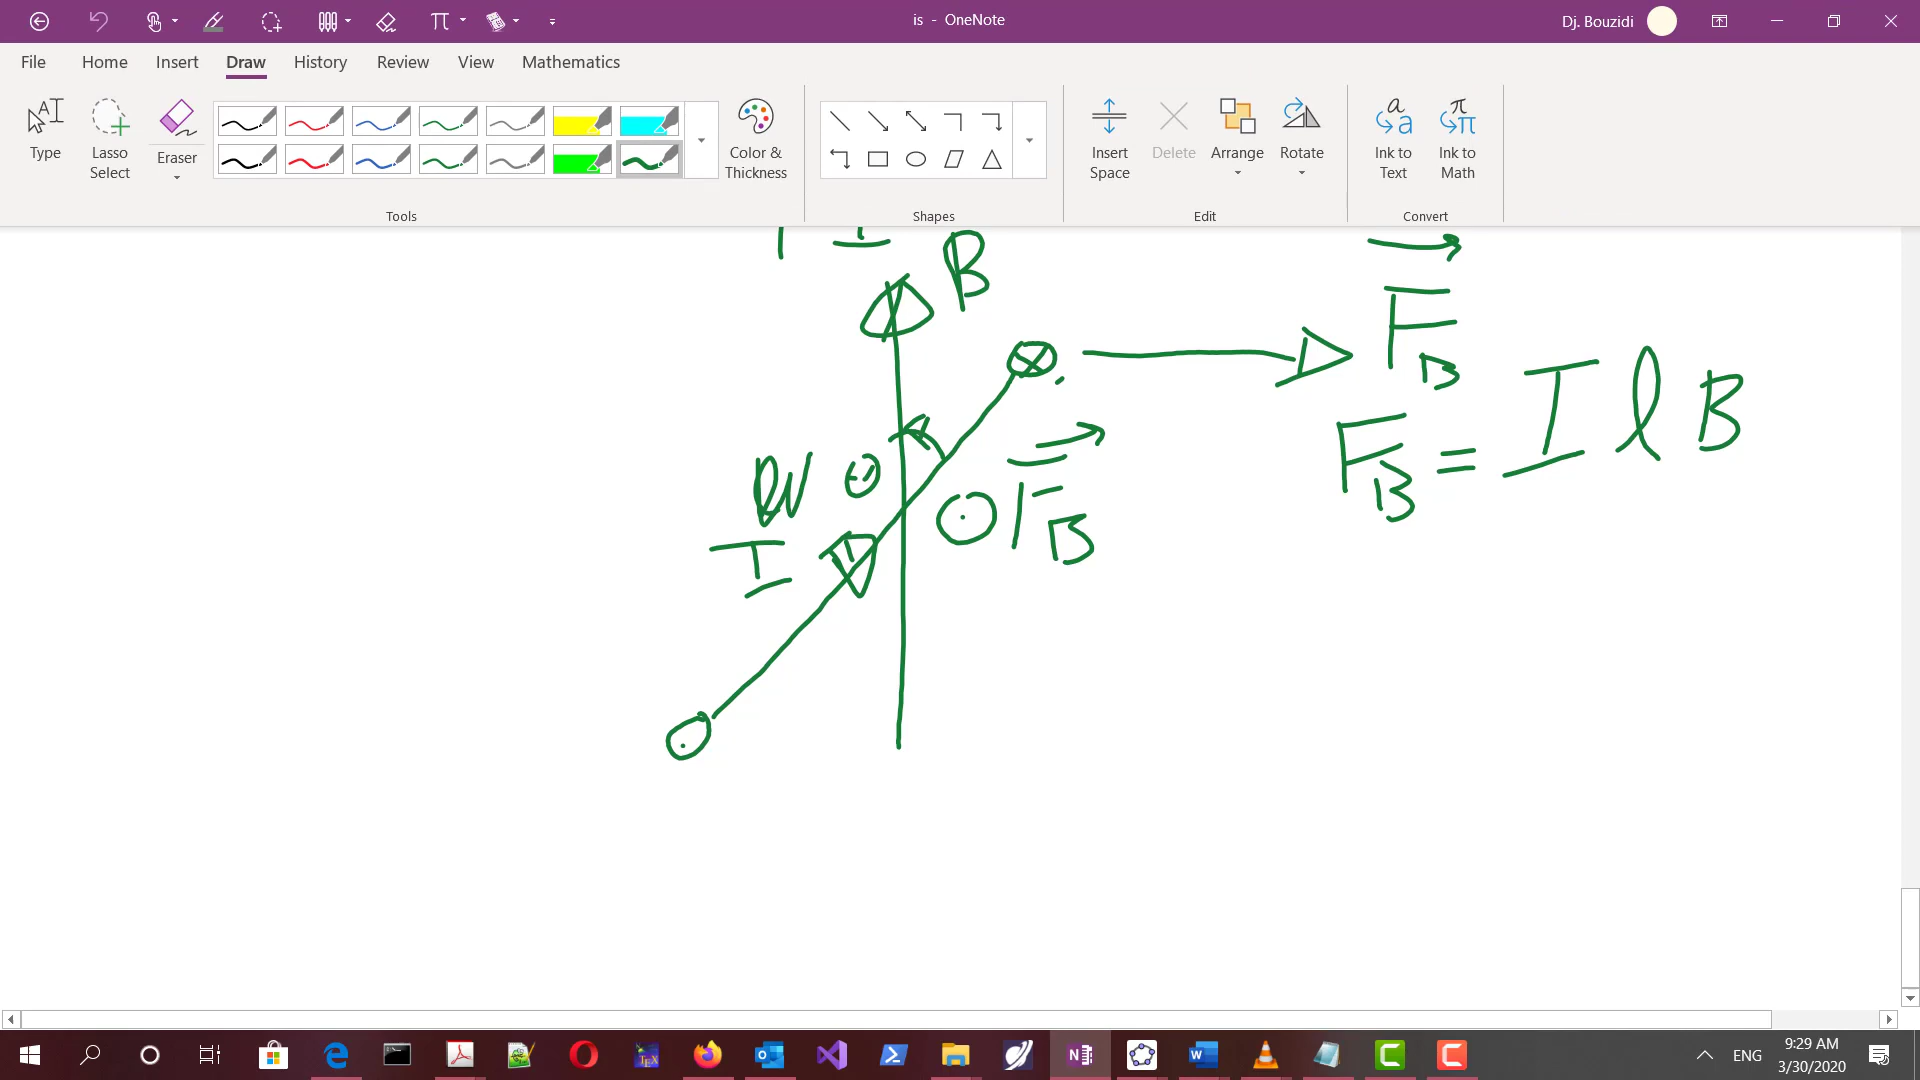 is - OneNote
Dj. Bouzidi
File Home Insert Draw History Review View Mathematics
Type
Lasso Select
Eraser
Color & Thickness
Insert Space
Delete
Arrange
Rotate
Ink to Text
Ink to Math
Tools
Shapes
Edit
Convert
B
F_B
F_B = I l B
F_B
I
ENG
9:29 AM
3/30/2020